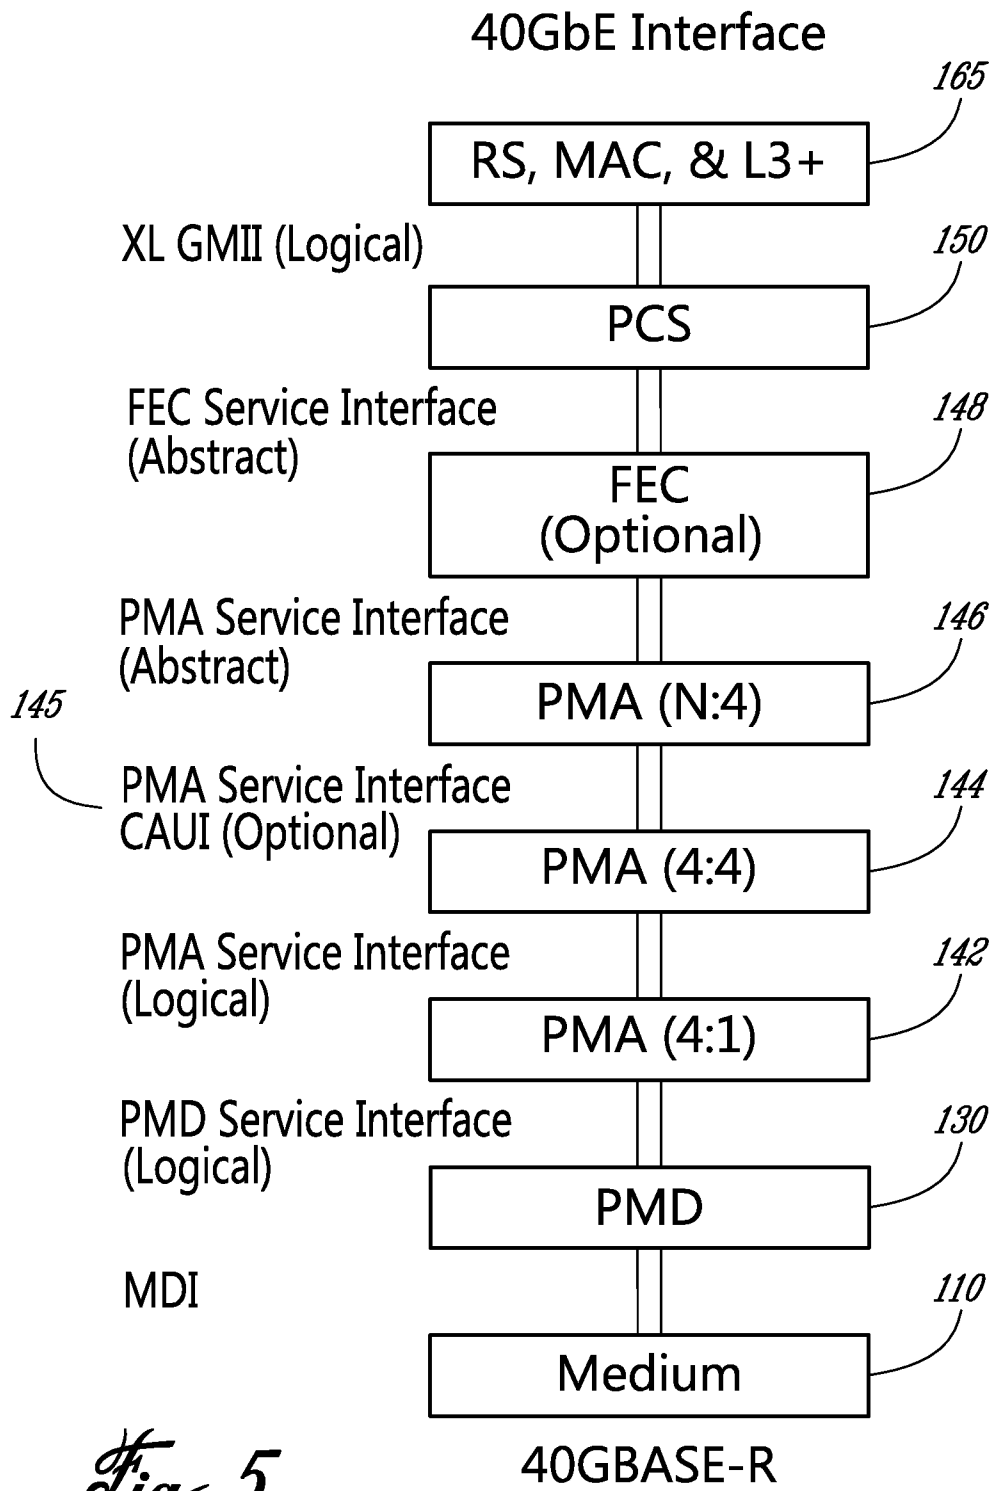 40GbE Interface
165
RS, MAC, & L3+
XL GMII (Logical)
150
PCS
FEC Service Interface
(Abstract)
148
FEC
(Optional)
PMA Service Interface
(Abstract)
146
PMA (N:4)
145
PMA Service Interface
CAUI (Optional)
144
PMA (4:4)
PMA Service Interface
(Logical)
142
PMA (4:1)
PMD Service Interface
(Logical)
130
PMD
MDI
110
Medium
Fig. 5
40GBASE-R